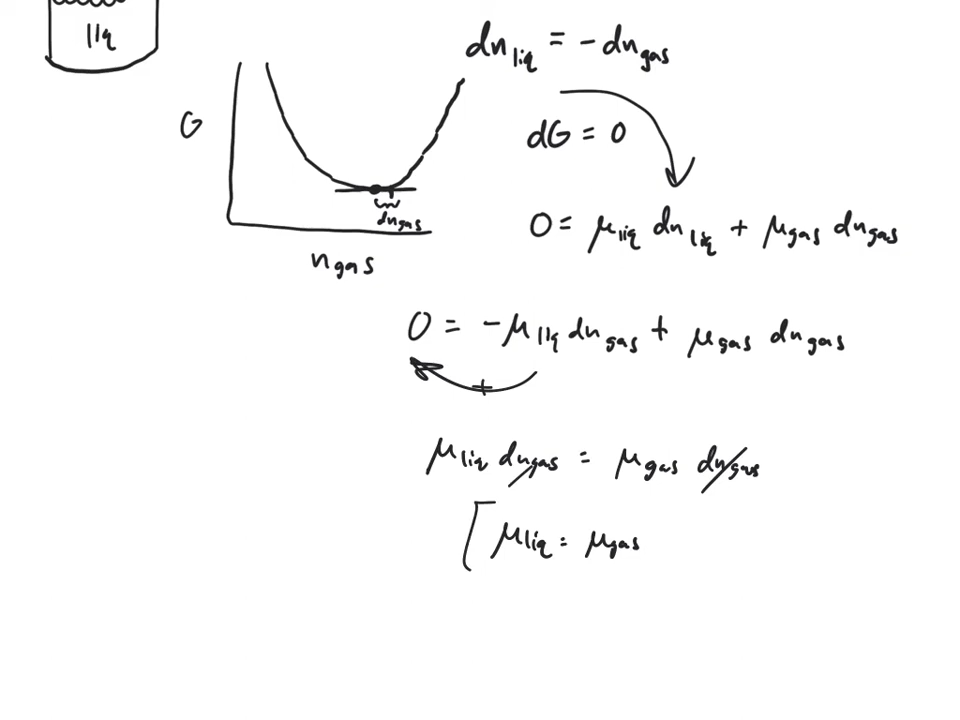 liq
dn_liq = - dn_gas
G
dG = 0
dn_gas
0 = μ_liq dn_liq + μ_gas dn_gas
n_gas
0 = -μ_liq dn_gas + μ_gas dn_gas
+
μ_liq dn_gas = μ_gas dn_gas
μ_liq = μ_gas